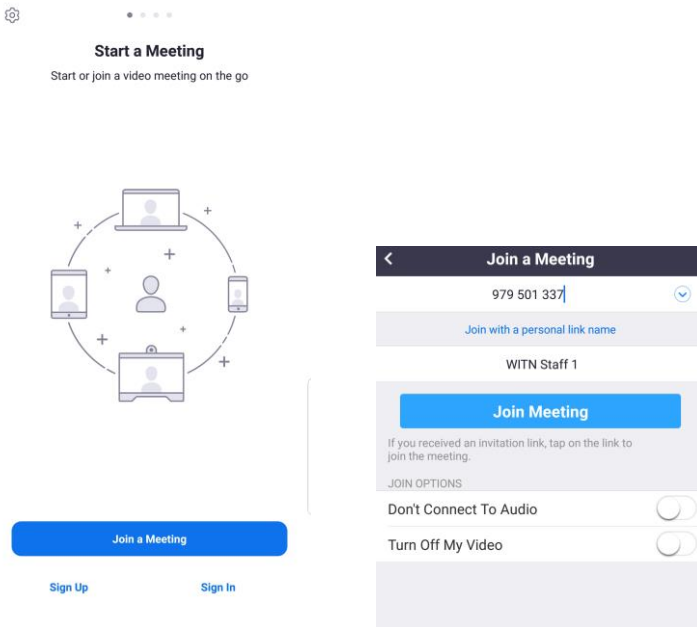 Start a Meeting
Start or join a video meeting on the go
Join a Meeting
Sign Up
Sign In
Join a Meeting
979 501 337
Join with a personal link name
WITN Staff 1
Join Meeting
If you received an invitation link, tap on the link to
join the meeting.
JOIN OPTIONS
Don't Connect To Audio
Turn Off My Video